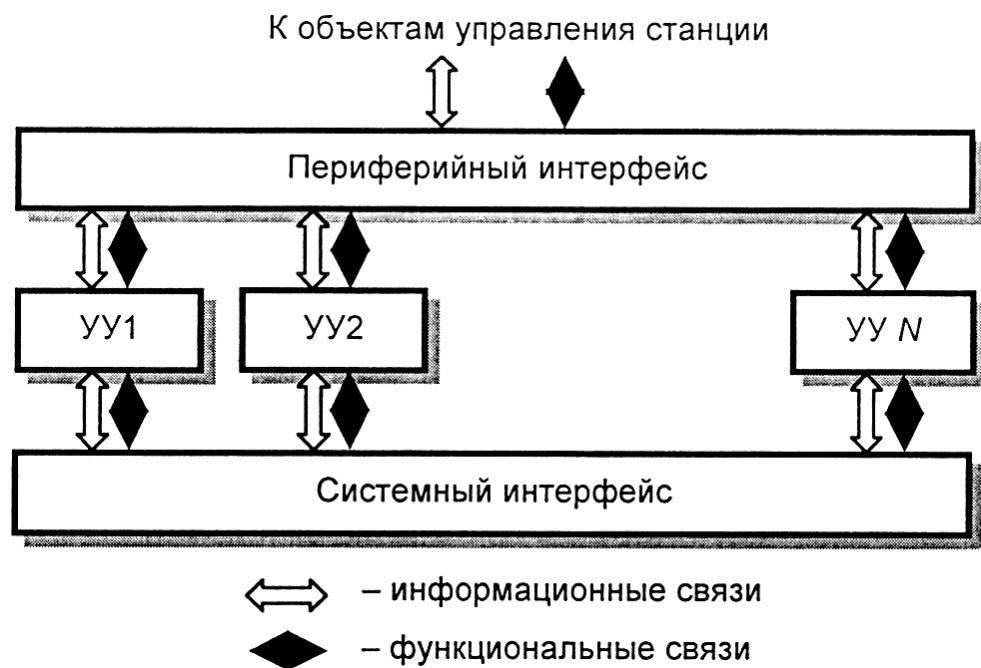 К объектам управления станции
Периферийный интерфейс
УУ1
УУ2
УУ N
Системный интерфейс
– информационные связи
– функциональные связи